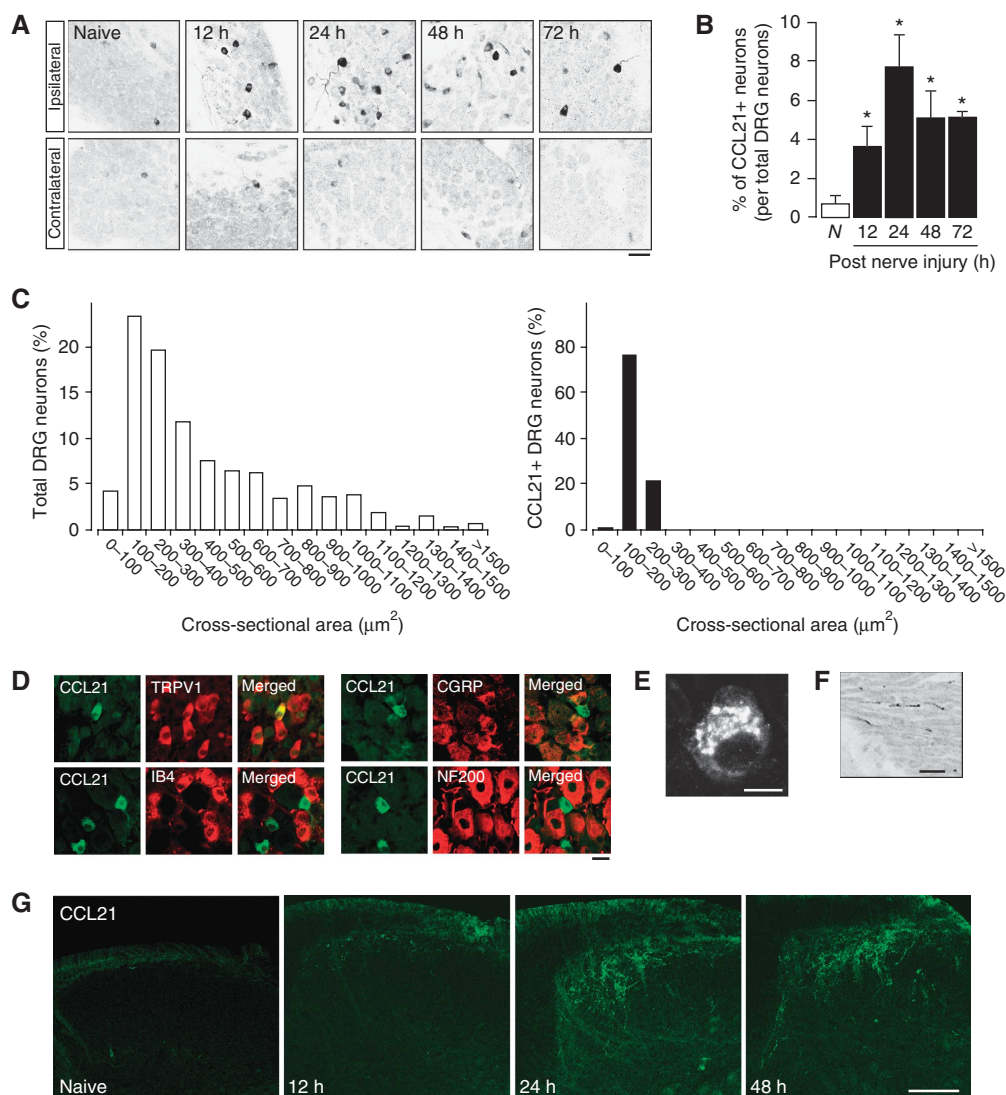 A
Naive 12 h 24 h 48 h 72 h
Ipsilateral
Contralateral
B
% of CCL21+ neurons
(per total DRG neurons)
10
8
6
4
2
0
* * * *
N 12 24 48 72
Post nerve injury (h)
C
Total DRG neurons (%)
20
15
10
5
0
0–100 100–200 200–300 300–400 400–500 500–600 600–700 700–800 800–900 900–1000 1000–1100 1100–1200 1200–1300 1300–1400 1400–1500 >1500
Cross-sectional area (μm²)
CCL21+ DRG neurons (%)
80
60
40
20
0
0–100 100–200 200–300 300–400 400–500 500–600 600–700 700–800 800–900 900–1000 1000–1100 1100–1200 1200–1300 1300–1400 1400–1500 >1500
Cross-sectional area (μm²)
D
CCL21 TRPV1 Merged CCL21 CGRP Merged
CCL21 IB4 Merged CCL21 NF200 Merged
E
F
G
CCL21
Naive 12 h 24 h 48 h